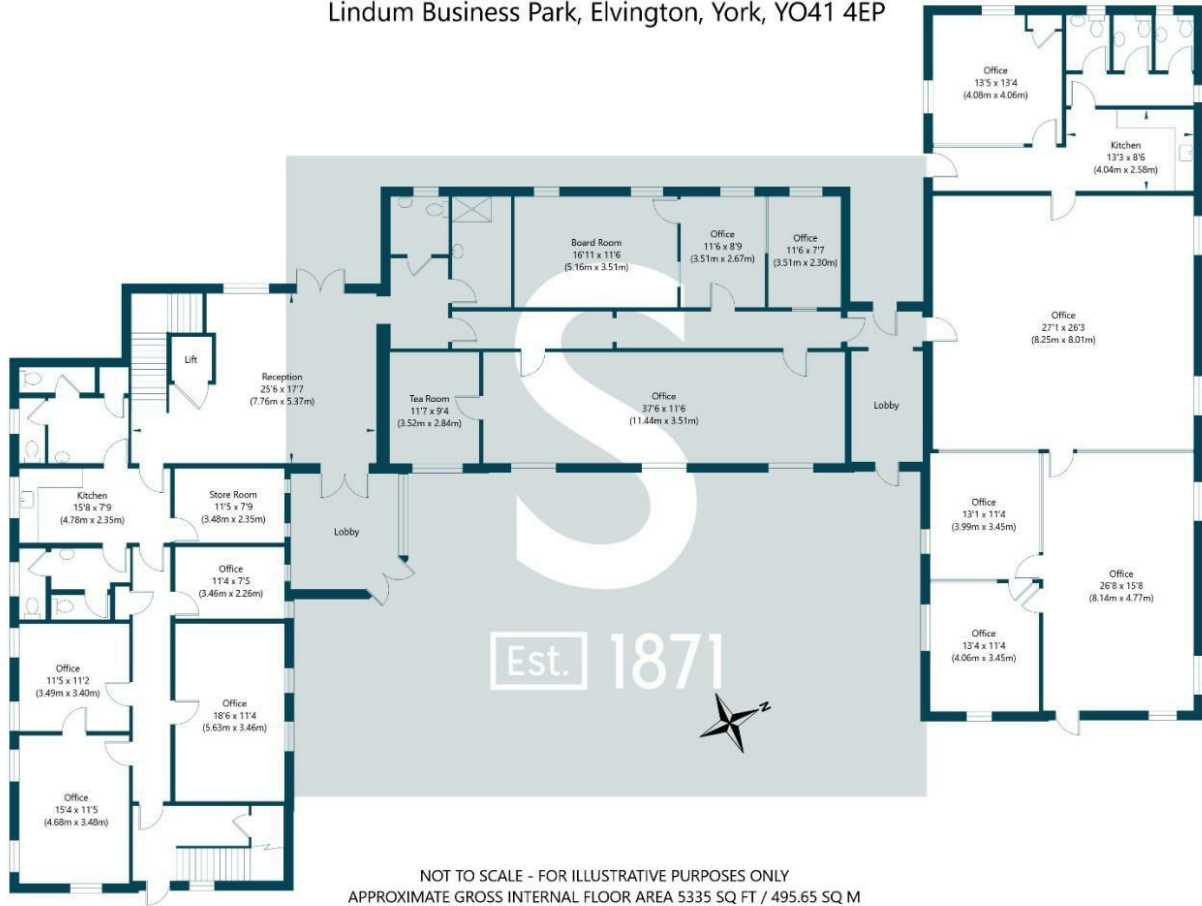 Lindum Business Park, Elvington, York, YO41 4EP
Office
13'5 x 13'4
(4.08m x 4.06m)
Kitchen
13'3 x 8'6
(4.04m x 2.58m)
Board Room
16'11 x 11'6
(5.16m x 3.51m)
Office
11'6 x 8'9
(3.51m x 2.67m)
Office
11'6 x 7'7
(3.51m x 2.30m)
Office
27'1 x 26'3
(8.25m x 8.01m)
Lift
Reception
25'6 x 17'7
(7.76m x 5.37m)
Tea Room
11'7 x 9'4
(3.52m x 2.84m)
Office
37'6 x 11'6
(11.44m x 3.51m)
Lobby
Kitchen
15'8 x 7'9
(4.78m x 2.35m)
Store Room
11'5 x 7'9
(3.48m x 2.35m)
Lobby
Office
13'1 x 11'4
(3.99m x 3.45m)
Office
11'4 x 7'5
(3.46m x 2.26m)
Office
26'8 x 15'8
(8.14m x 4.77m)
Office
13'4 x 11'4
(4.06m x 3.45m)
Office
11'5 x 11'2
(3.49m x 3.40m)
Office
18'6 x 11'4
(5.63m x 3.46m)
Office
15'4 x 11'5
(4.68m x 3.48m)
S
Est. 1871
N
NOT TO SCALE - FOR ILLUSTRATIVE PURPOSES ONLY
APPROXIMATE GROSS INTERNAL FLOOR AREA 5335 SQ FT / 495.65 SQ M